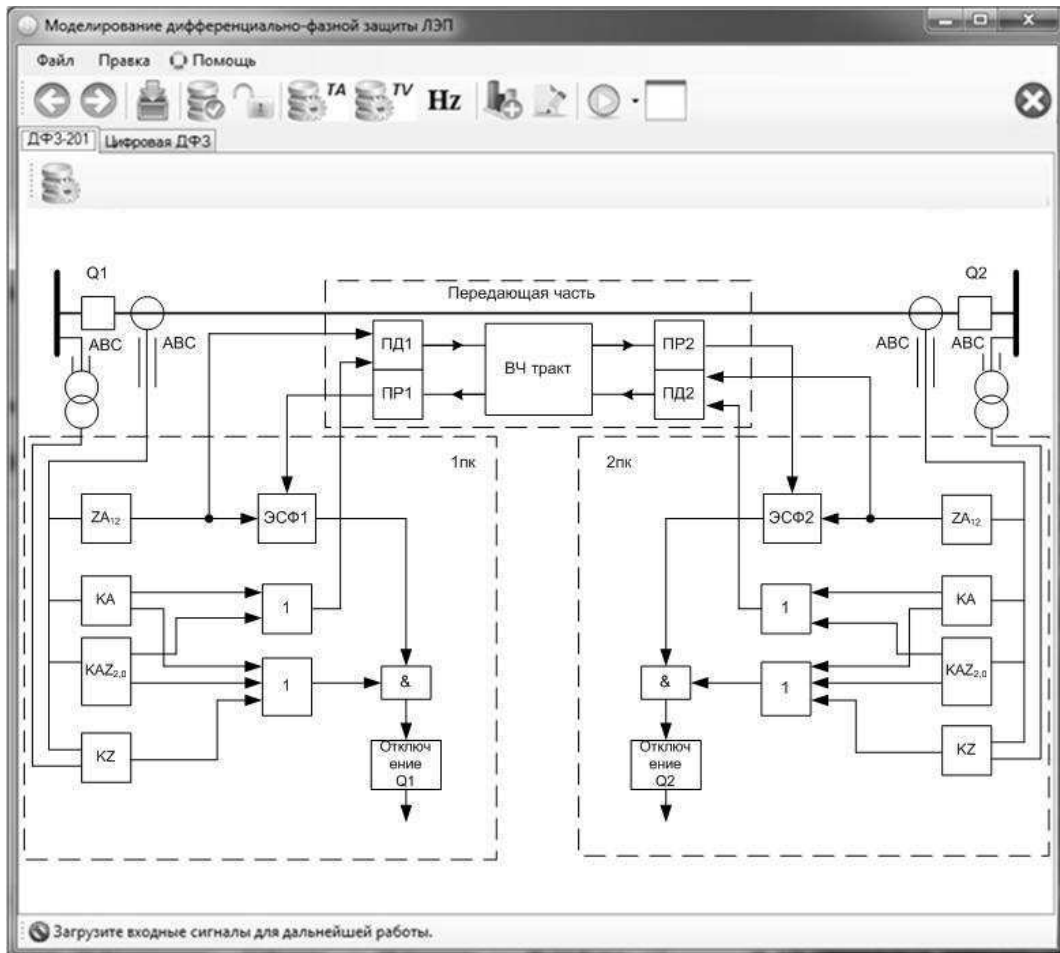 Моделирование дифференциально-фазной защиты ЛЭП
Файл Правка Помощь
TA TV Hz
ДФЗ-201 Цифровая ДФЗ
Q1 Q2
Передающая часть
ABC ABC ABC ABC
ПД1 ВЧ тракт ПР2
ПР1 ПД2
1пк 2пк
ZA12 ЭСФ1 ЭСФ2 ZA12
KA 1 1 KA
KAZ2,0 1 & & 1 KAZ2,0
KZ KZ
Отключ
ение
Q1
Отключ
ение
Q2
Загрузите входные сигналы для дальнейшей работы.